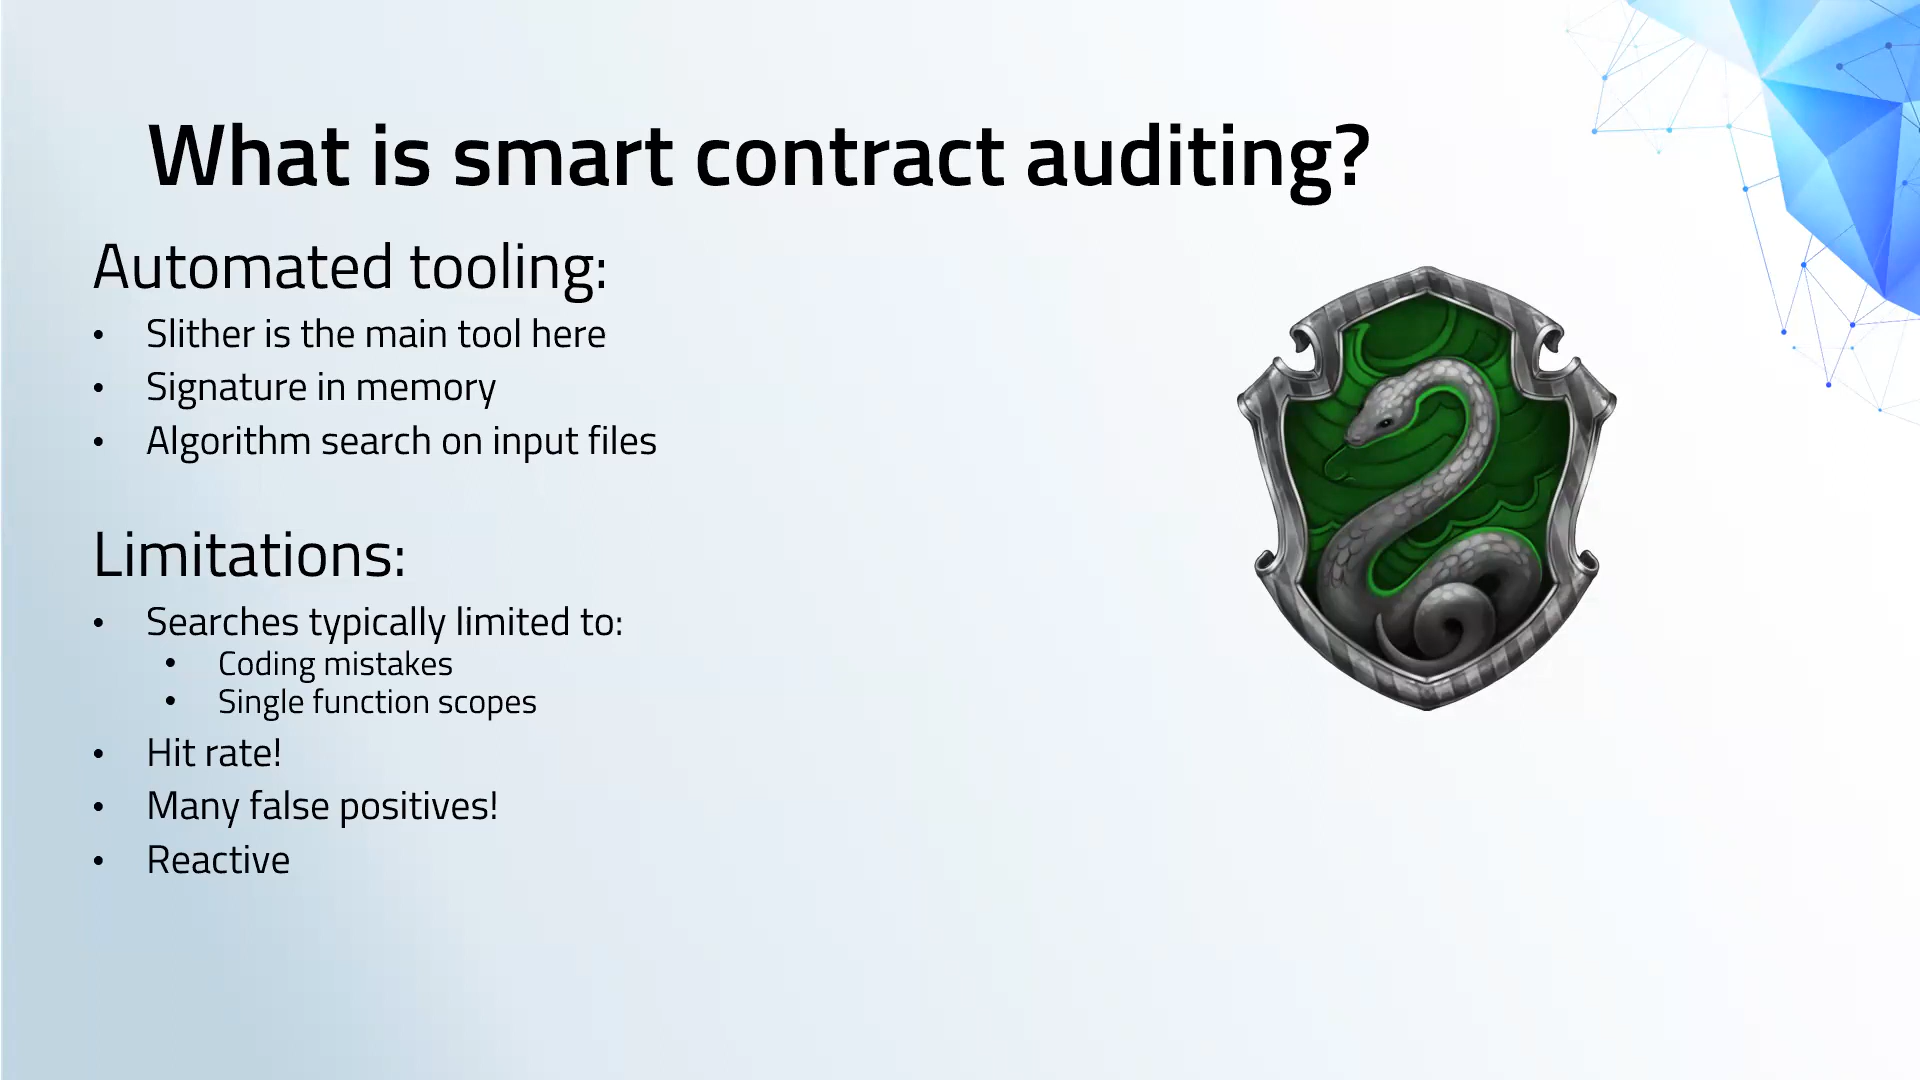 What is smart contract auditing?
Automated tooling:
• Slither is the main tool here
• Signature in memory
• Algorithm search on input files
Limitations:
• Searches typically limited to:
• Coding mistakes
• Single function scopes
• Hit rate!
• Many false positives!
• Reactive